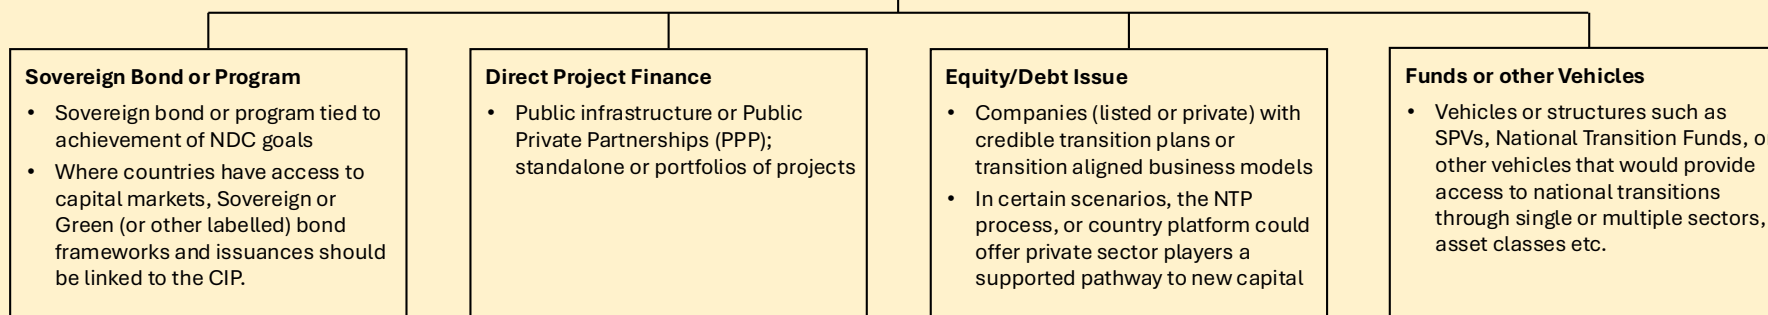 Sovereign Bond or Program
• Sovereign bond or program tied to
achievement of NDC goals
• Where countries have access to
capital markets, Sovereign or
Green (or other labelled) bond
frameworks and issuances should
be linked to the CIP.
Direct Project Finance
• Public infrastructure or Public
Private Partnerships (PPP);
standalone or portfolios of projects
Equity/Debt Issue
• Companies (listed or private) with
credible transition plans or
transition aligned business models
• In certain scenarios, the NTP
process, or country platform could
offer private sector players a
supported pathway to new capital
Funds or other Vehicles
• Vehicles or structures such as
SPVs, National Transition Funds, or
other vehicles that would provide
access to national transitions
through single or multiple sectors,
asset classes etc.